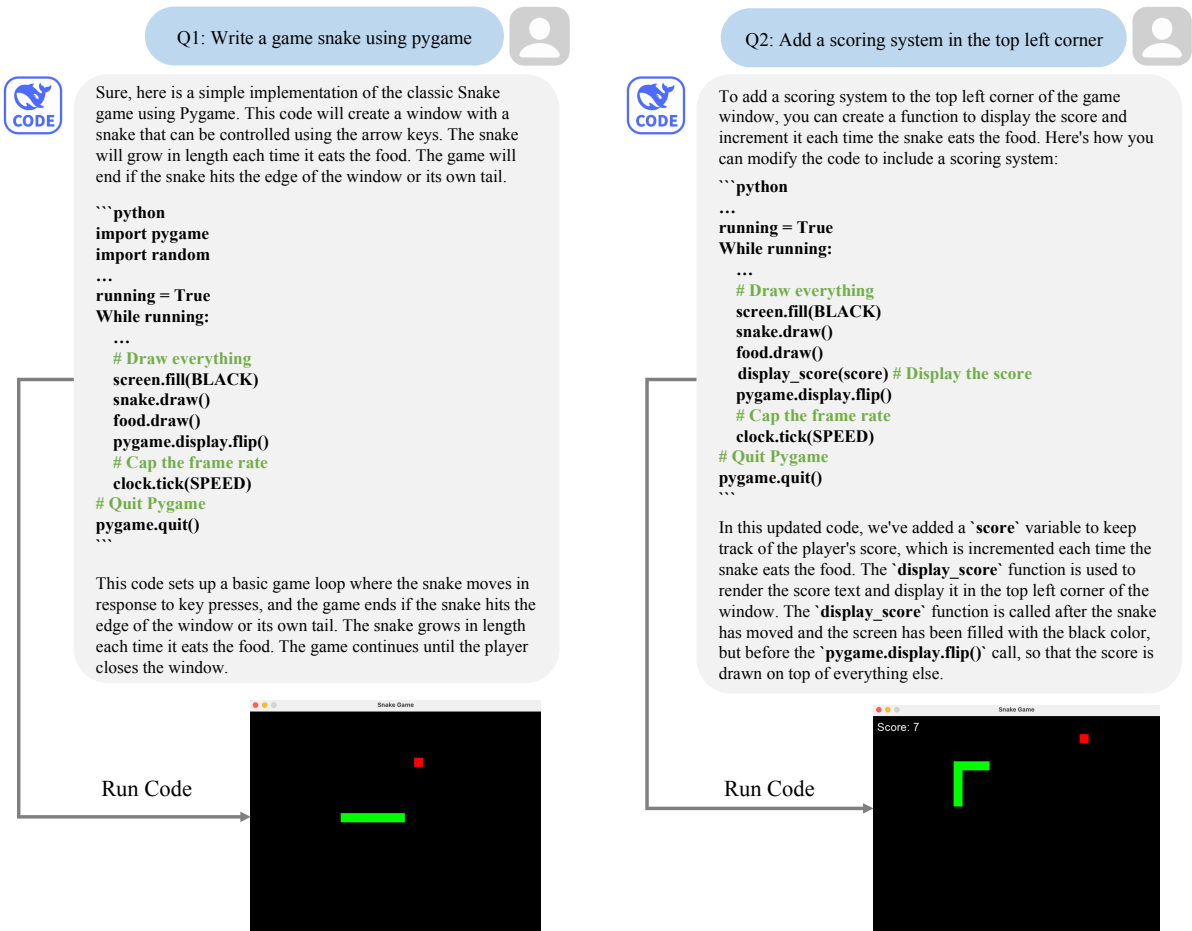 Q1: Write a game snake using pygame
CODE
Sure, here is a simple implementation of the classic Snake
game using Pygame. This code will create a window with a
snake that can be controlled using the arrow keys. The snake
will grow in length each time it eats the food. The game will
end if the snake hits the edge of the window or its own tail.
```python
import pygame
import random
…
running = True
While running:
…
# Draw everything
screen.fill(BLACK)
snake.draw()
food.draw()
pygame.display.flip()
# Cap the frame rate
clock.tick(SPEED)
# Quit Pygame
pygame.quit()
```
This code sets up a basic game loop where the snake moves in
response to key presses, and the game ends if the snake hits the
edge of the window or its own tail. The snake grows in length
each time it eats the food. The game continues until the player
closes the window.
Run Code
Snake Game
Q2: Add a scoring system in the top left corner
CODE
To add a scoring system to the top left corner of the game
window, you can create a function to display the score and
increment it each time the snake eats the food. Here's how you
can modify the code to include a scoring system:
```python
…
running = True
While running:
…
# Draw everything
screen.fill(BLACK)
snake.draw()
food.draw()
display_score(score) # Display the score
pygame.display.flip()
# Cap the frame rate
clock.tick(SPEED)
# Quit Pygame
pygame.quit()
```
In this updated code, we've added a `score` variable to keep
track of the player's score, which is incremented each time the
snake eats the food. The `display_score` function is used to
render the score text and display it in the top left corner of the
window. The `display_score` function is called after the snake
has moved and the screen has been filled with the black color,
but before the `pygame.display.flip()` call, so that the score is
drawn on top of everything else.
Run Code
Snake Game
Score: 7